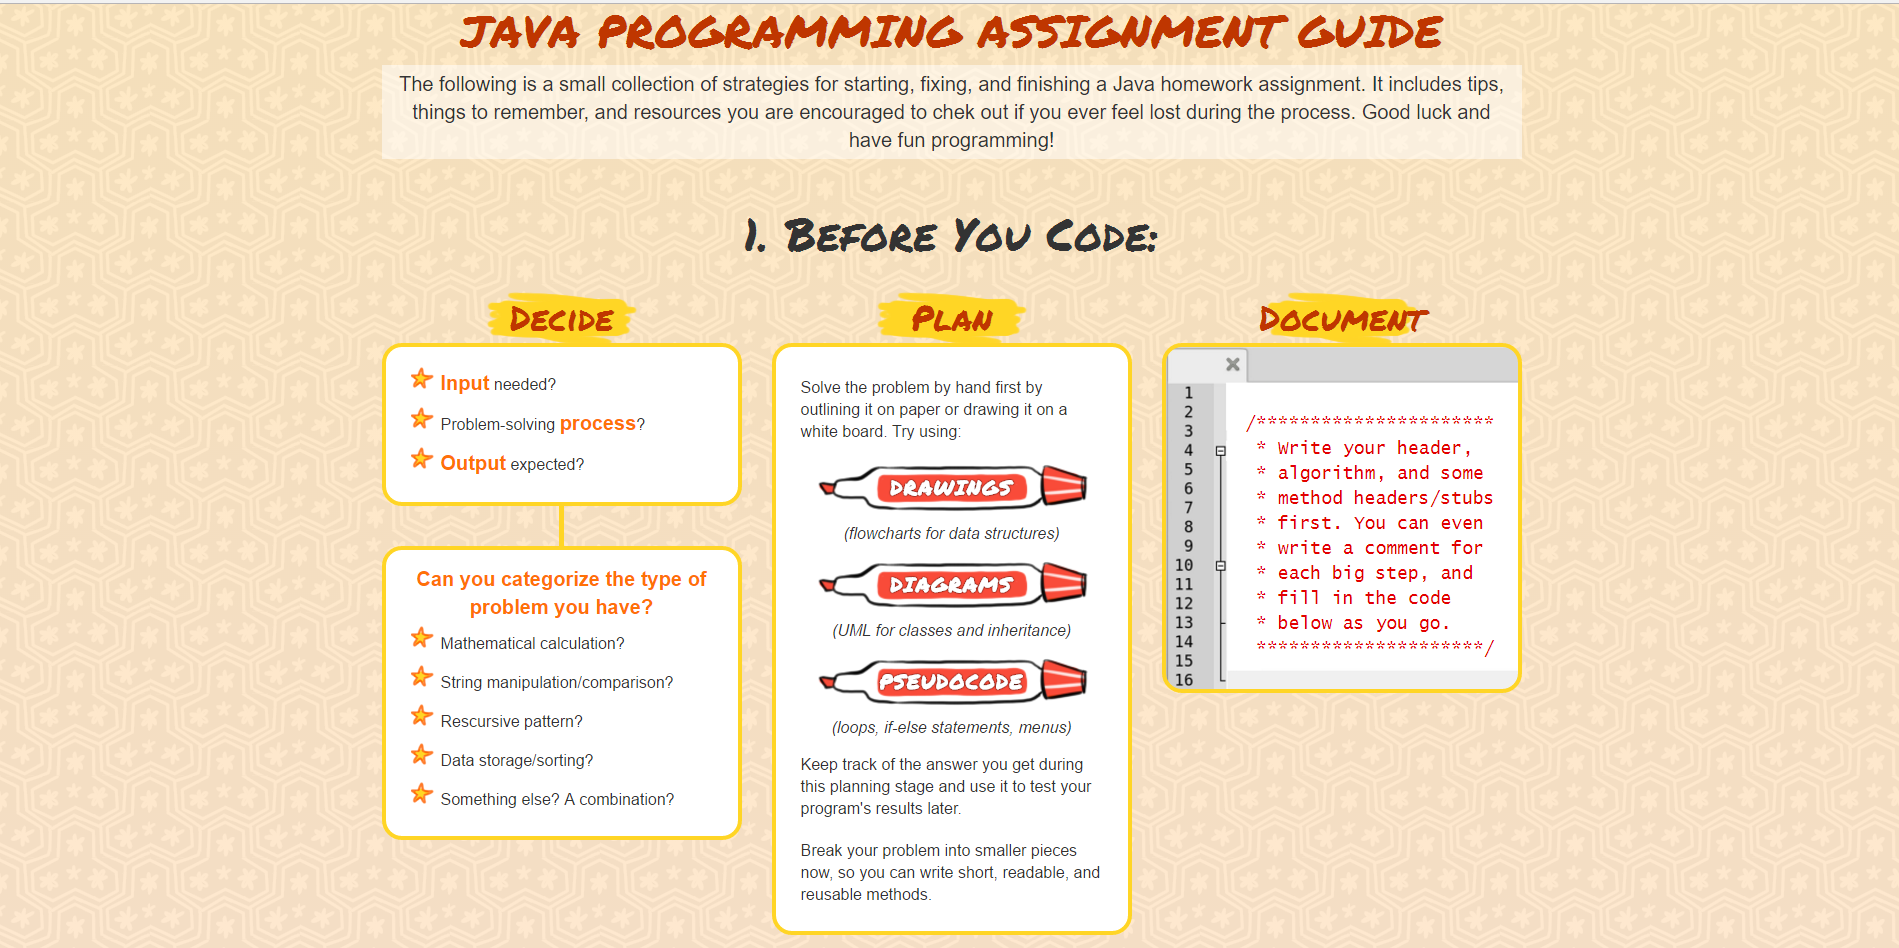 JAVA PROGRAMMING ASSIGNMENT GUIDE
The following is a small collection of strategies for starting, fixing, and finishing a Java homework assignment. It includes tips,
things to remember, and resources you are encouraged to chek out if you ever feel lost during the process. Good luck and
have fun programming!
1. BEFORE YOU CODE:
DECIDE
Input needed?
Problem-solving process?
Output expected?
Can you categorize the type of
problem you have?
Mathematical calculation?
String manipulation/comparison?
Rescursive pattern?
Data storage/sorting?
Something else? A combination?
PLAN
Solve the problem by hand first by
outlining it on paper or drawing it on a
white board. Try using:
DRAWINGS
(flowcharts for data structures)
DIAGRAMS
(UML for classes and inheritance)
PSEUDOCODE
(loops, if-else statements, menus)
Keep track of the answer you get during
this planning stage and use it to test your
program's results later.
Break your problem into smaller pieces
now, so you can write short, readable, and
reusable methods.
DOCUMENT
1
2
3
4
5
6
7
8
9
10
11
12
13
14
15
16
/**********************
* Write your header,
* algorithm, and some
* method headers/stubs
* first. You can even
* write a comment for
* each big step, and
* fill in the code
* below as you go.
*********************/